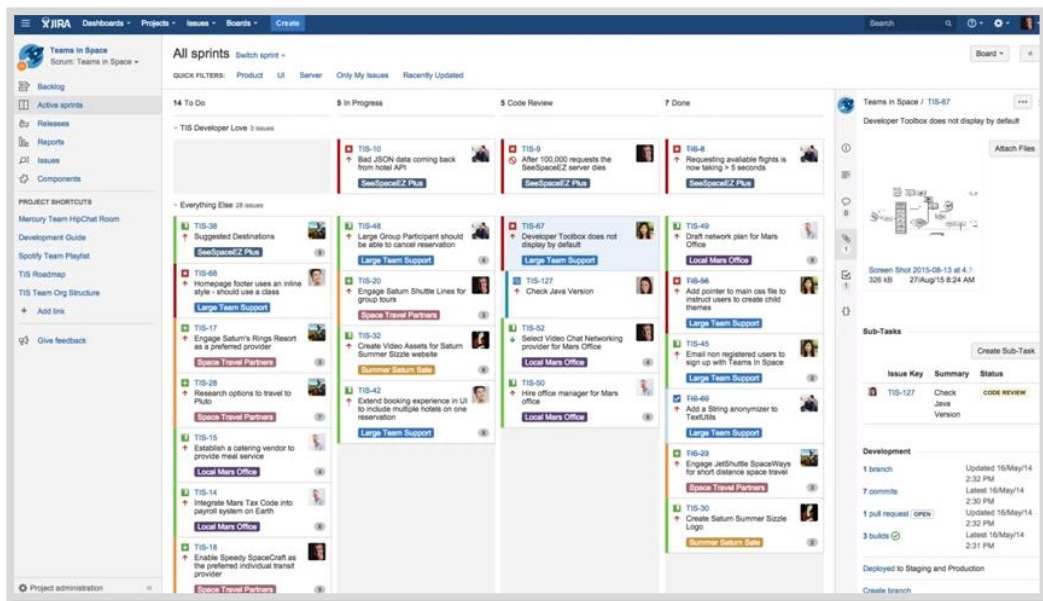 JIRA Dashboards Projects Issues Boards Create Search
Teams in Space
Scrum: Teams in Space
Backlog
Active sprints
Releases
Reports
Issues
Components
PROJECT SHORTCUTS
Mercury Team HipChat Room
Development Guide
Spotify Team Playlist
TIS Roadmap
TIS Team Org Structure
+ Add link
Give feedback
Project administration
All sprints Switch sprint
Board
QUICK FILTERS: Product UI Server Only My Issues Recently Updated
14 To Do
5 In Progress
5 Code Review
7 Done
TIS Developer Love 3 issues
TIS-10
Bad JSON data coming back
from hotel API
SeeSpaceEZ Plus
TIS-9
After 100,000 requests the
SeeSpaceEZ server dies
SeeSpaceEZ Plus
TIS-8
Requesting available flights is
now taking > 5 seconds
SeeSpaceEZ Plus
Everything Else 28 issues
TIS-38
Suggested Destinations
SeeSpaceEZ Plus
TIS-68
Homepage footer uses an inline
style - should use a class
Large Team Support
TIS-17
Engage Saturn's Rings Resort
as a preferred provider
Space Travel Partners
TIS-28
Research options to travel to
Pluto
Space Travel Partners
TIS-15
Establish a catering vendor to
provide meal service
Local Mars Office
TIS-14
Integrate Mars Tax Code into
payroll system on Earth
Local Mars Office
TIS-18
Enable Speedy SpaceCraft as
the preferred individual transit
provider
Space Travel Partners
TIS-48
Large Group Participant should
be able to cancel reservation
Large Team Support
TIS-20
Engage Saturn Shuttle Lines for
group tours
Space Travel Partners
TIS-32
Create Video Assets for Saturn
Summer Sizzle website
Summer Saturn Sale
TIS-42
Extend booking experience in UI
to include multiple hotels on one
reservation
Large Team Support
TIS-67
Developer Toolbox does not
display by default
Large Team Support
TIS-127
Check Java Version
TIS-52
Select Video Chat Networking
provider for Mars Office
Local Mars Office
TIS-50
Hire office manager for Mars
office
Local Mars Office
TIS-49
Draft network plan for Mars
Office
Local Mars Office
TIS-56
Add pointer to main css file to
instruct users to create child
themes
Large Team Support
TIS-45
Email non registered users to
sign up with Teams In Space
Large Team Support
TIS-69
Add a String anonymizer to
TextUtils
Large Team Support
TIS-23
Engage JetShuttle SpaceWays
for short distance space travel
Space Travel Partners
TIS-30
Create Saturn Summer Sizzle
Logo
Summer Saturn Sale
Teams in Space / TIS-67
Developer Toolbox does not display by default
Attach Files
Screen Shot 2015-08-13 at 4.
326 kB 27/Aug/15 8:24 AM
Sub-Tasks
Create Sub-Task
Issue Key Summary Status
TIS-127 Check Java Version CODE REVIEW
Development
1 branch Updated 16/May/14 2:32 PM
7 commits Latest 16/May/14 2:30 PM
1 pull request OPEN Updated 16/May/14 2:32 PM
3 builds Latest 16/May/14 2:31 PM
Deployed to Staging and Production
Create branch